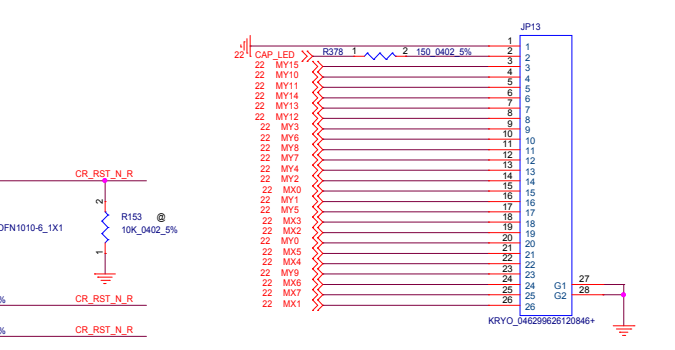 JP13
1 1
22 CAP_LED R378 1 2 150_0402_5% 2 2
22 MY15 3 3
22 MY10 4 4
22 MY11 5 5
22 MY14 6 6
22 MY13 7 7
22 MY12 8 8
22 MY3 9 9
22 MY6 10 10
22 MY8 11 11
22 MY7 12 12
22 MY4 13 13
22 MY2 14 14
22 MX0 15 15
22 MY1 16 16
22 MY5 17 17
22 MX3 18 18
22 MX2 19 19
22 MY0 20 20
22 MX5 21 21
22 MX4 22 22
22 MY9 23 23
22 MX6 24 24 G1 27
22 MX7 25 25 G2 28
22 MX1 26 26
KRYO_046299626120846+
CR_RST_N_R
2
R153 @
DFN1010-6_1X1 10K_0402_5%
1
% CR_RST_N_R
% CR_RST_N_R